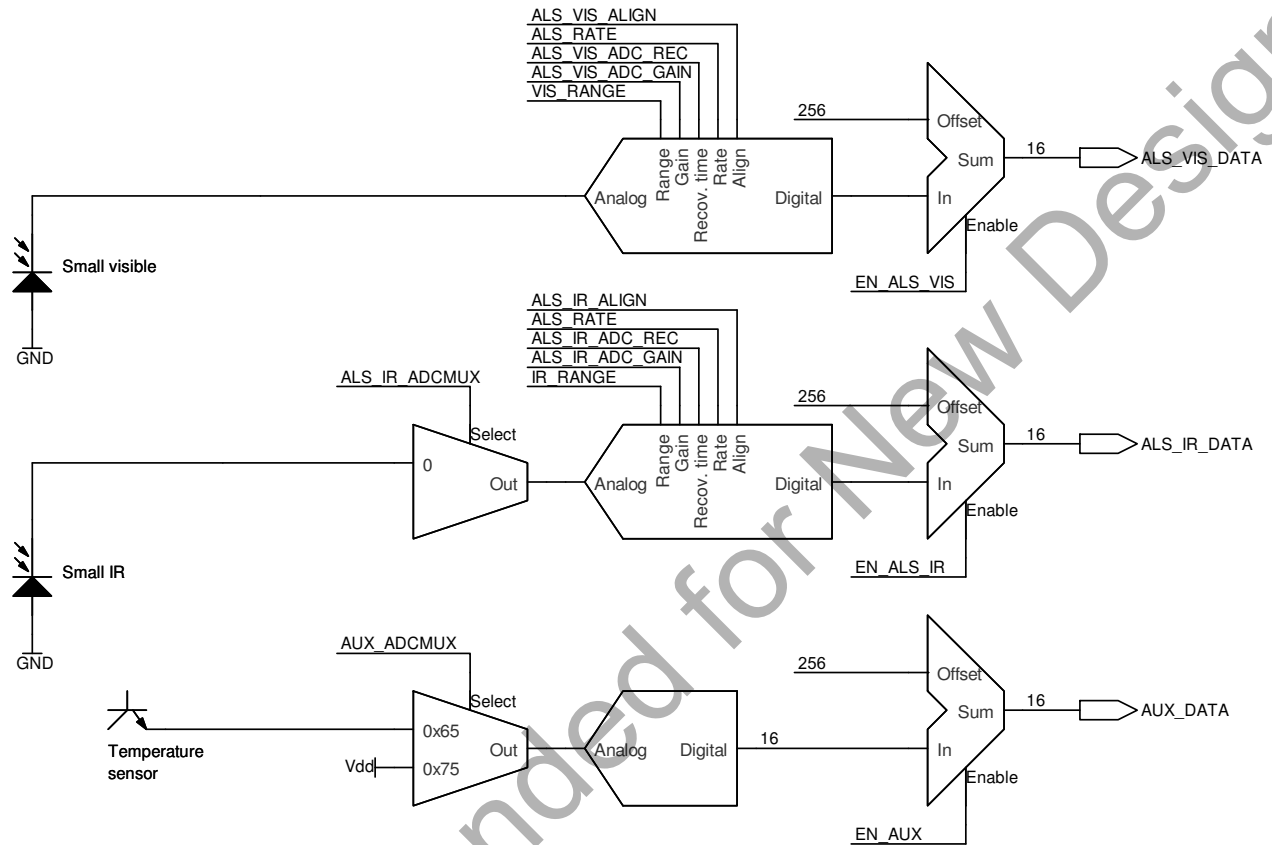 ALS_VIS_ALIGN
ALS_RATE
ALS_VIS_ADC_REC
ALS_VIS_ADC_GAIN
VIS_RANGE
Range
Gain
Recov. time
Rate
Align
Analog
Digital
256
Offset
Sum
In
Enable
16
ALS_VIS_DATA
EN_ALS_VIS
Small visible
GND
ALS_IR_ALIGN
ALS_RATE
ALS_IR_ADC_REC
ALS_IR_ADC_GAIN
IR_RANGE
ALS_IR_ADCMUX
Select
0
Out
Range
Gain
Recov. time
Rate
Align
Analog
Digital
256
Offset
Sum
In
Enable
16
ALS_IR_DATA
EN_ALS_IR
Small IR
GND
AUX_ADCMUX
Select
0x65
0x75
Out
Vdd
Temperature
sensor
Analog
Digital
16
256
Offset
Sum
In
Enable
16
AUX_DATA
EN_AUX
for New Design